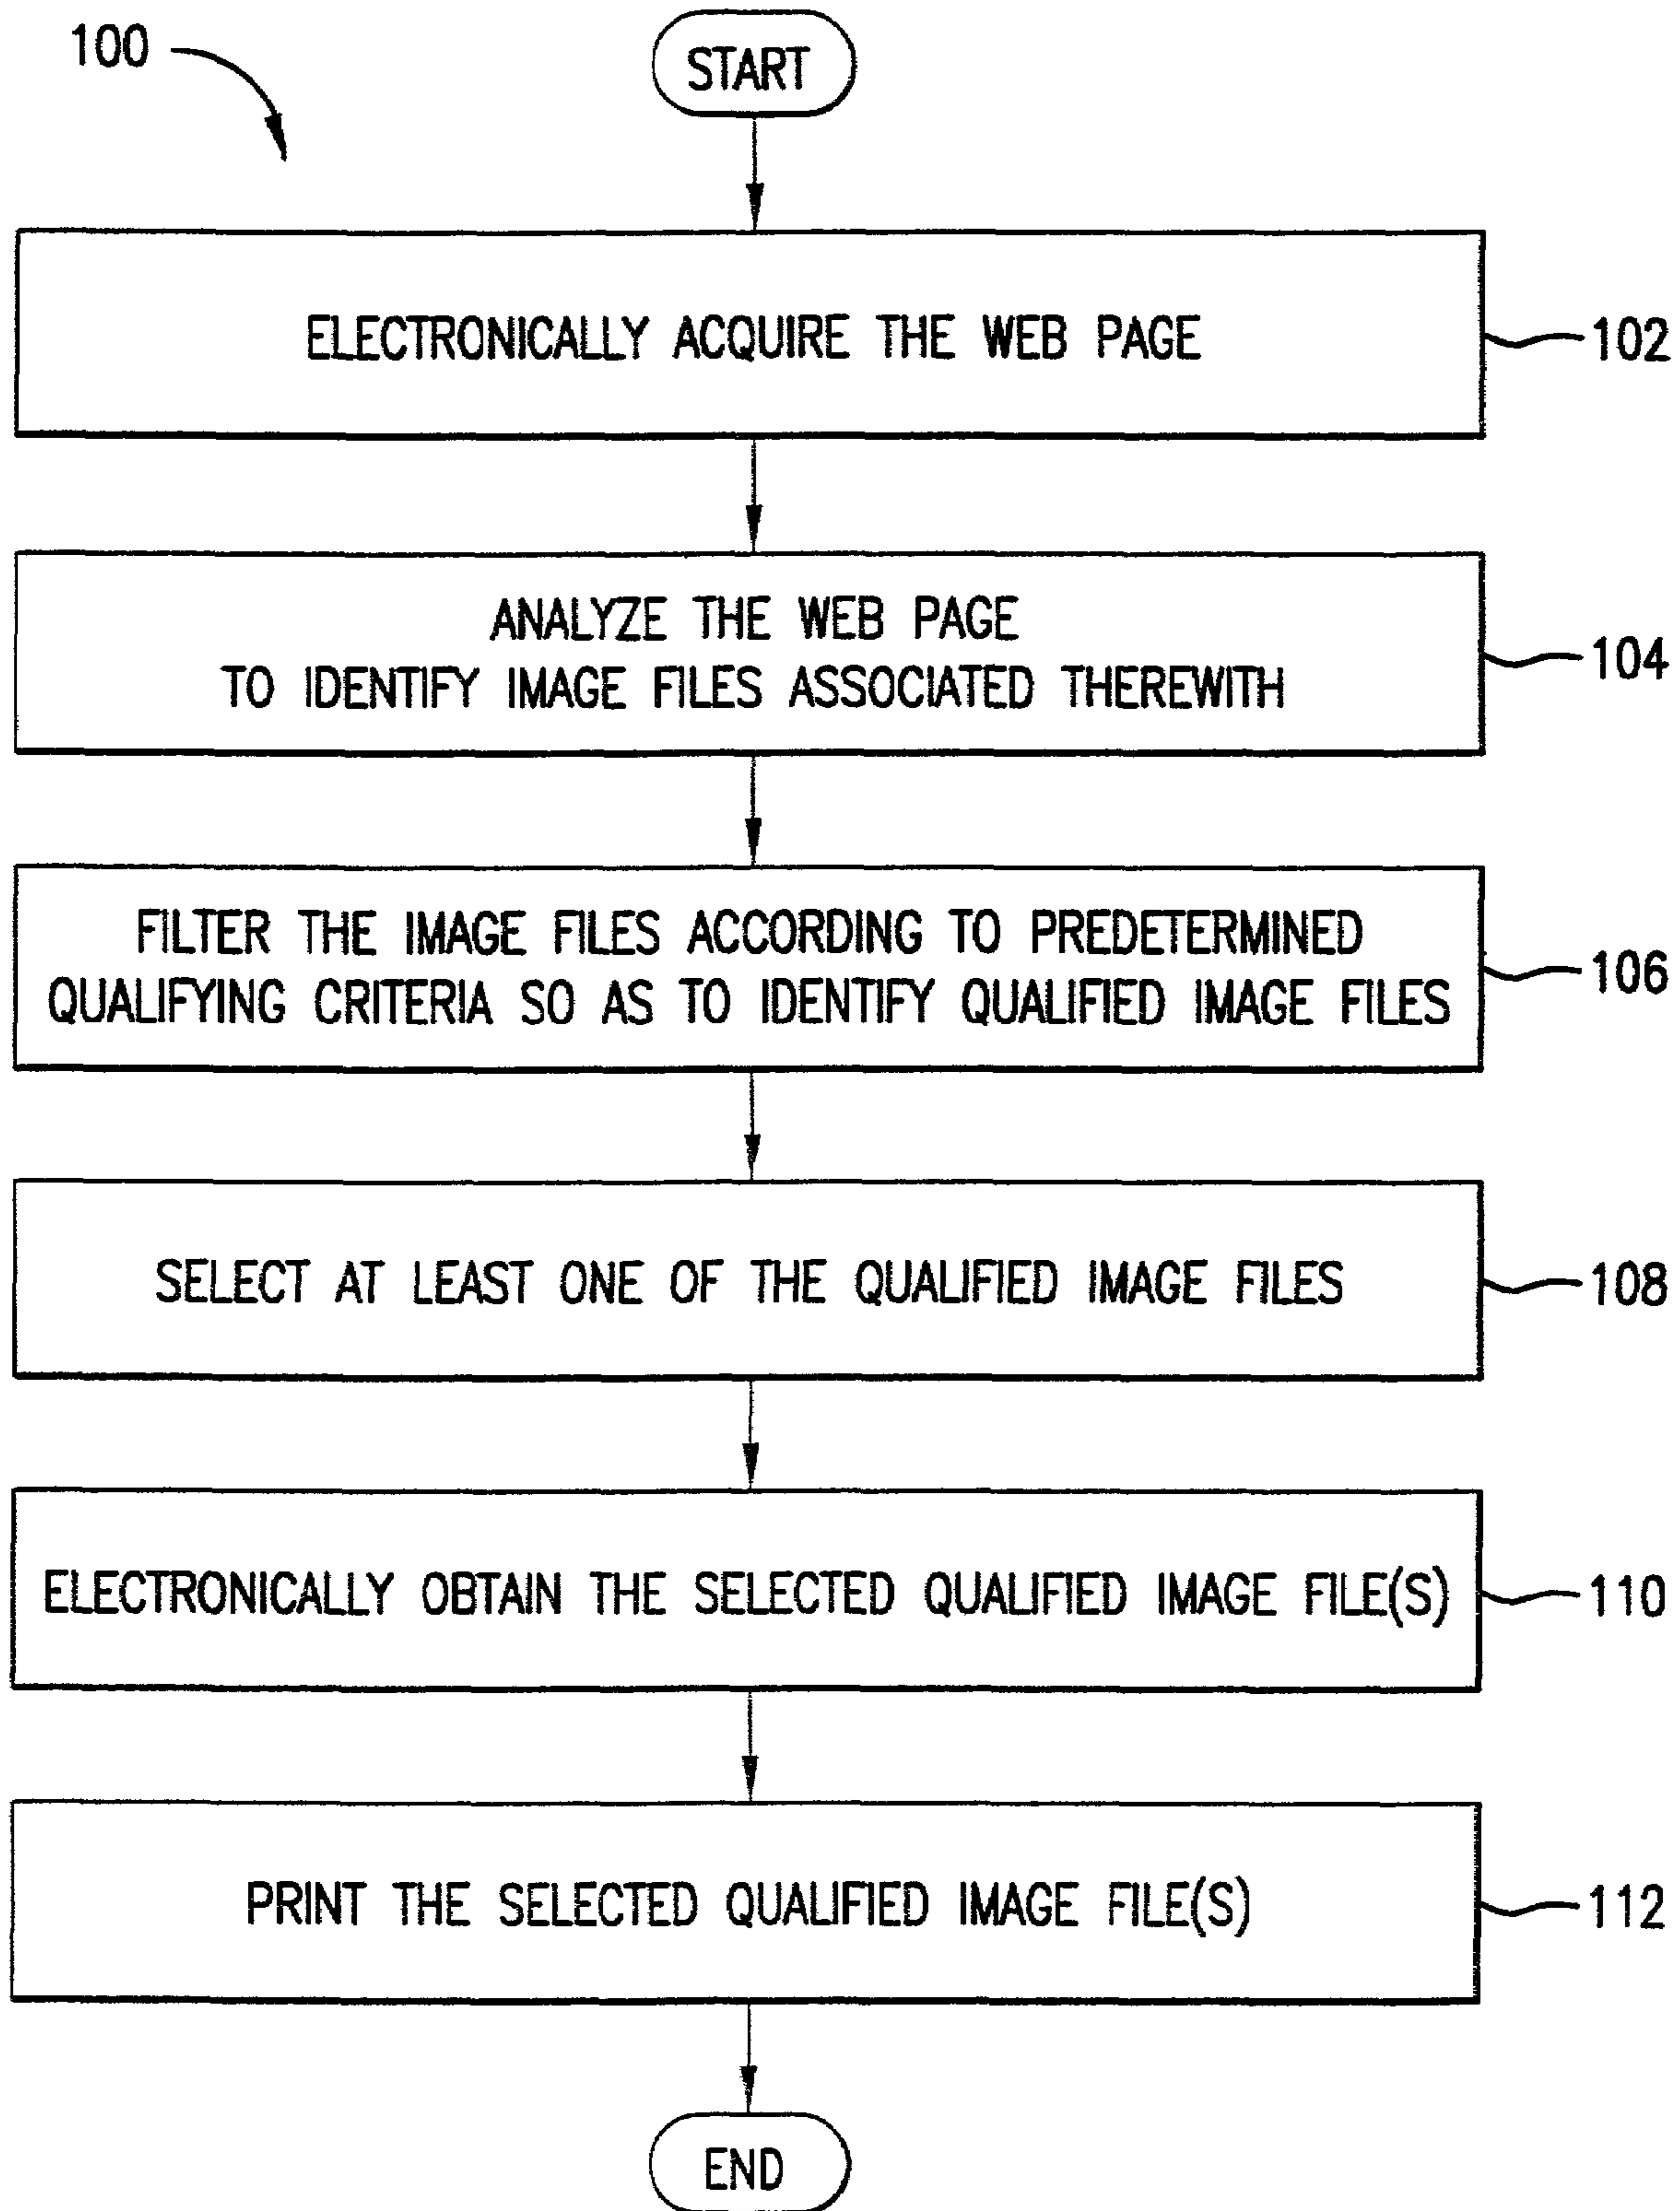 100
START
ELECTRONICALLY ACQUIRE THE WEB PAGE
102
ANALYZE THE WEB PAGE
TO IDENTIFY IMAGE FILES ASSOCIATED THEREWITH
104
FILTER THE IMAGE FILES ACCORDING TO PREDETERMINED
QUALIFYING CRITERIA SO AS TO IDENTIFY QUALIFIED IMAGE FILES
106
SELECT AT LEAST ONE OF THE QUALIFIED IMAGE FILES
108
ELECTRONICALLY OBTAIN THE SELECTED QUALIFIED IMAGE FILE(S)
110
PRINT THE SELECTED QUALIFIED IMAGE FILE(S)
112
END